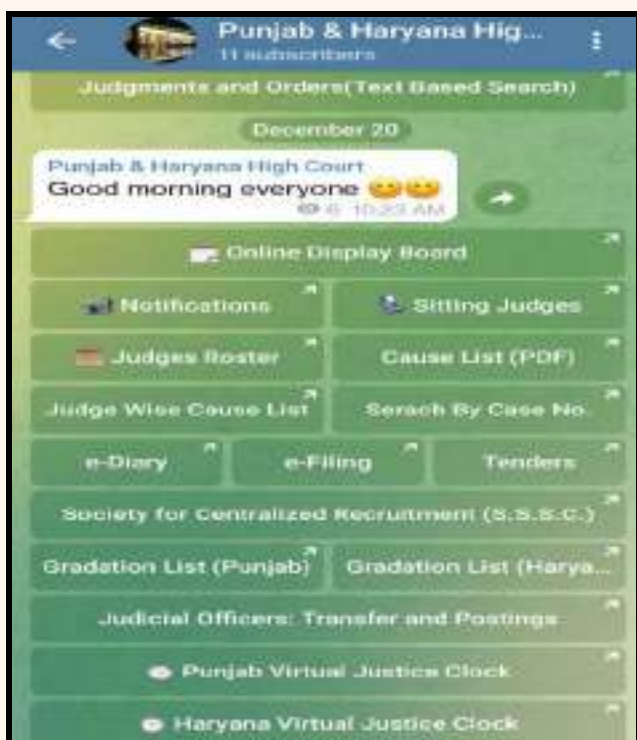 Punjab & Haryana Hig...
11 subscribers
Judgments and Orders(Text Based Search)
December 20
Punjab & Haryana High Court
Good morning everyone
6 10:23 AM
Online Display Board
Notifications
Sitting Judges
Judges Roster
Cause List (PDF)
Judge Wise Cause List
Serach By Case No.
e-Diary
e-Filing
Tenders
Society for Centralized Recruitment (S.S.S.C.)
Gradation List (Punjab)
Gradation List (Harya...
Judicial Officers: Transfer and Postings
Punjab Virtual Justice Clock
Haryana Virtual Justice Clock